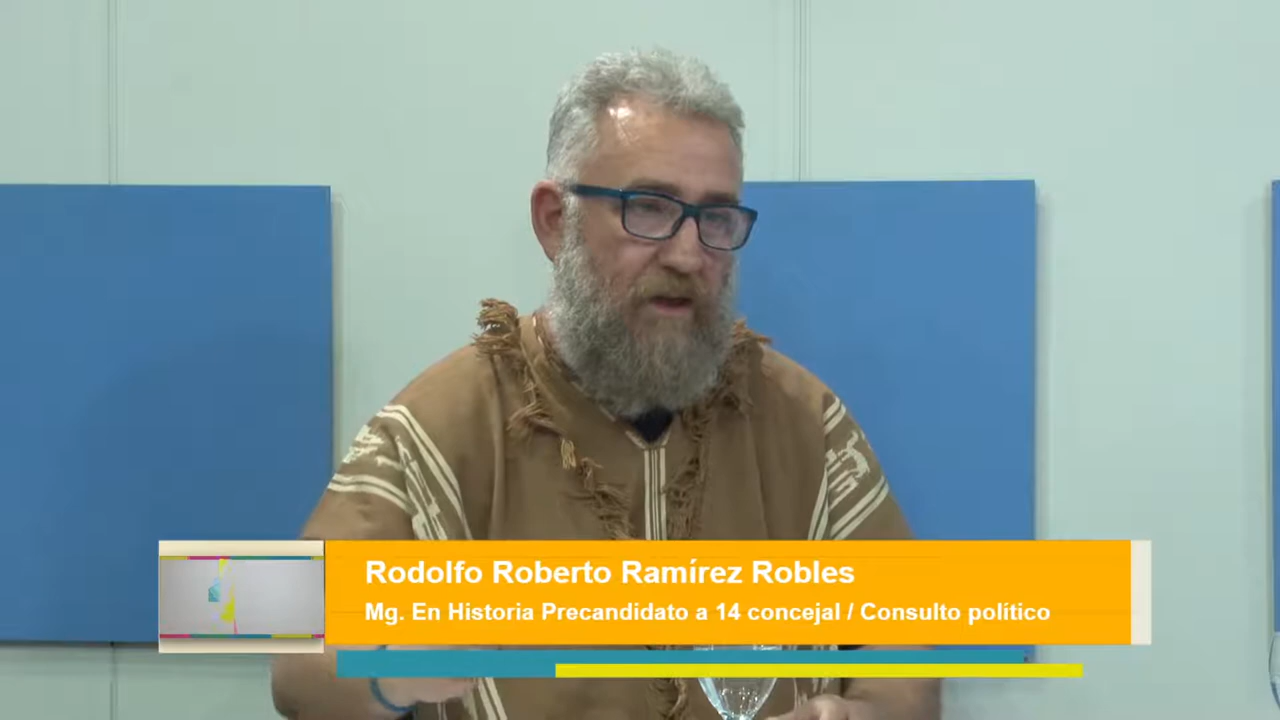 Rodolfo Roberto Ramírez Robles
Mg. En Historia Precandidato a 14 concejal / Consulto político